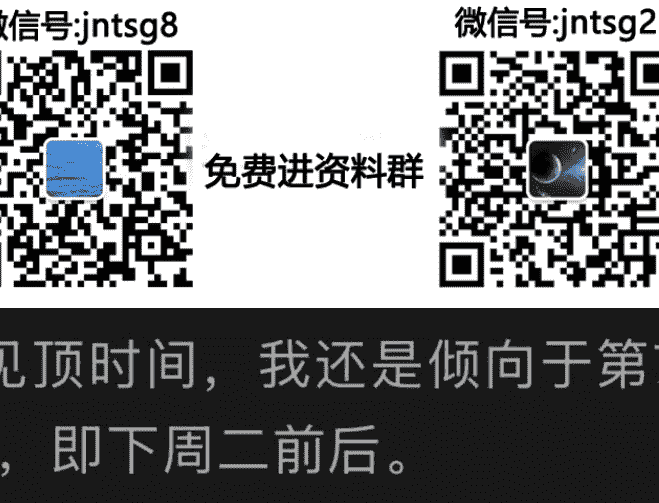 微信号:jntsg8
微信号:jntsg2
免费进资料群
见顶时间，我还是倾向于第
，即下周二前后。